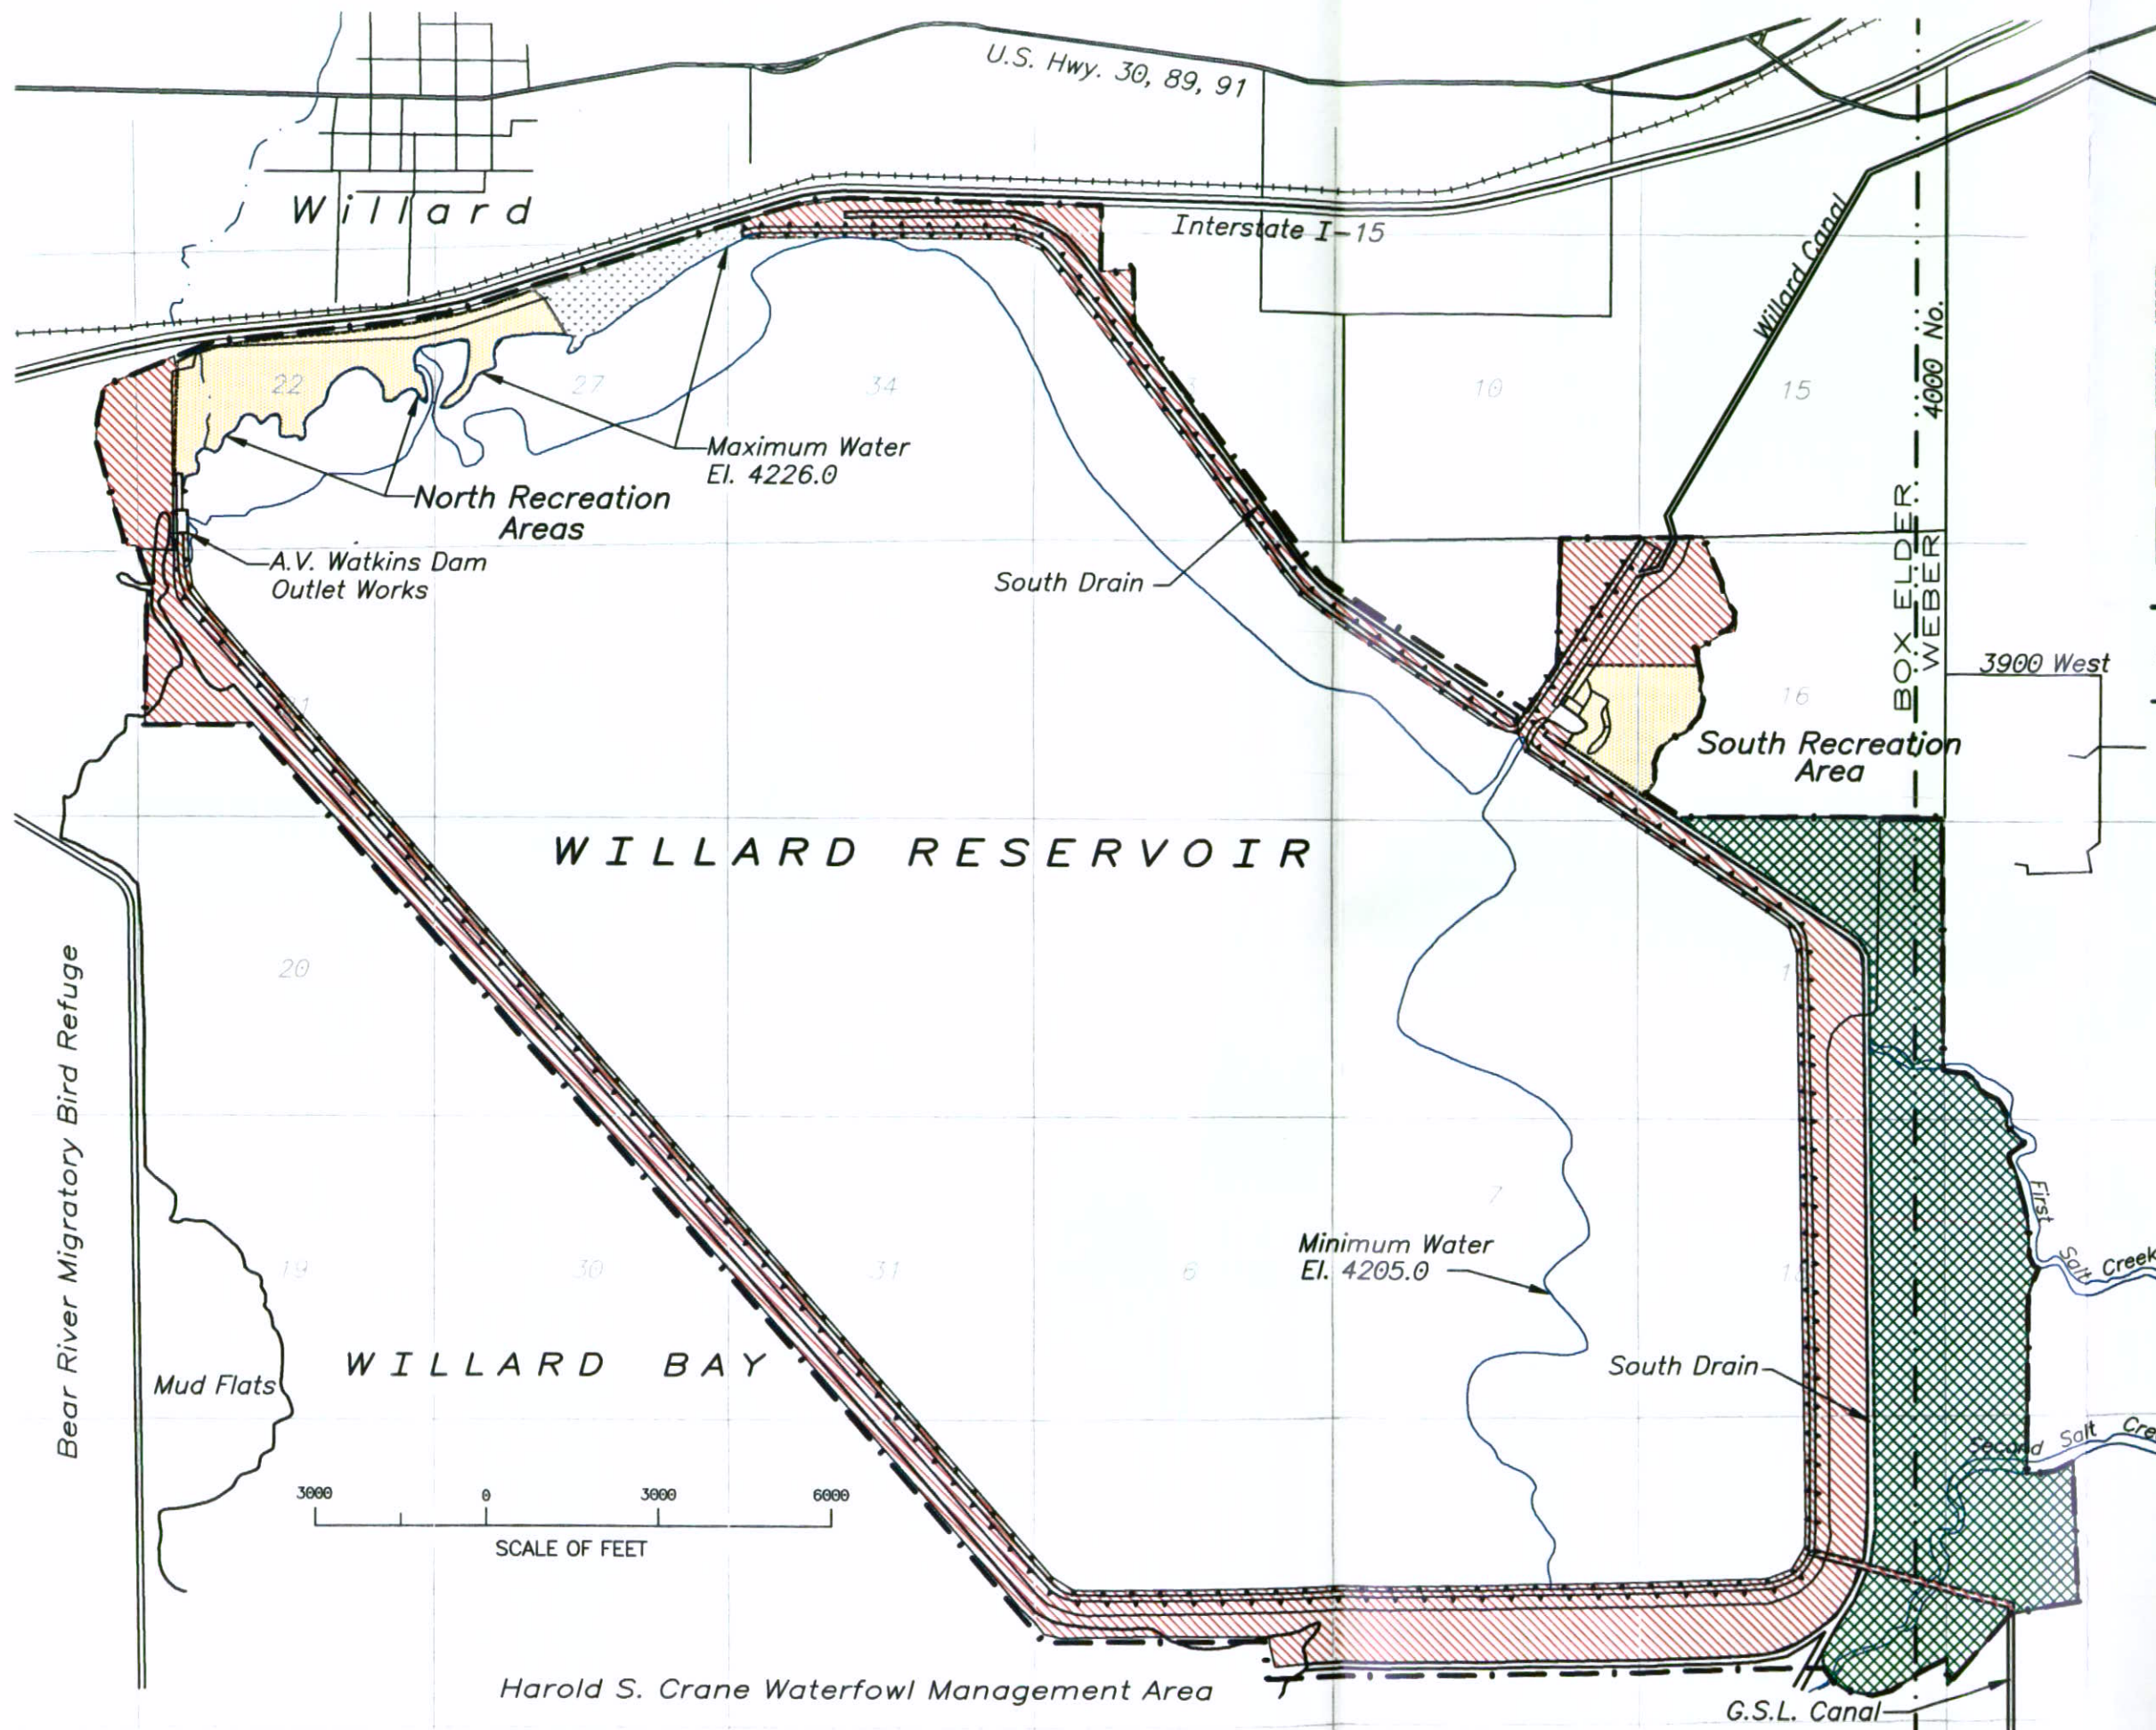 U.S. Hwy. 30, 89, 91
Willard
Interstate I-15
Willard Canal
4000 No.
22
27
34
10
15
Maximum Water
El. 4226.0
North Recreation
Areas
A.V. Watkins Dam
Outlet Works
South Drain
BOX ELDER
WEBER
3900 West
16
South Recreation
Area
WILLARD RESERVOIR
20
Bear River Migratory Bird Refuge
7
First
Salt Creek
Minimum Water
El. 4205.0
19
30
31
6
WILLARD BAY
Mud Flats
South Drain
Second Salt Cre
3000 0 3000 6000
SCALE OF FEET
Harold S. Crane Waterfowl Management Area
G.S.L. Canal